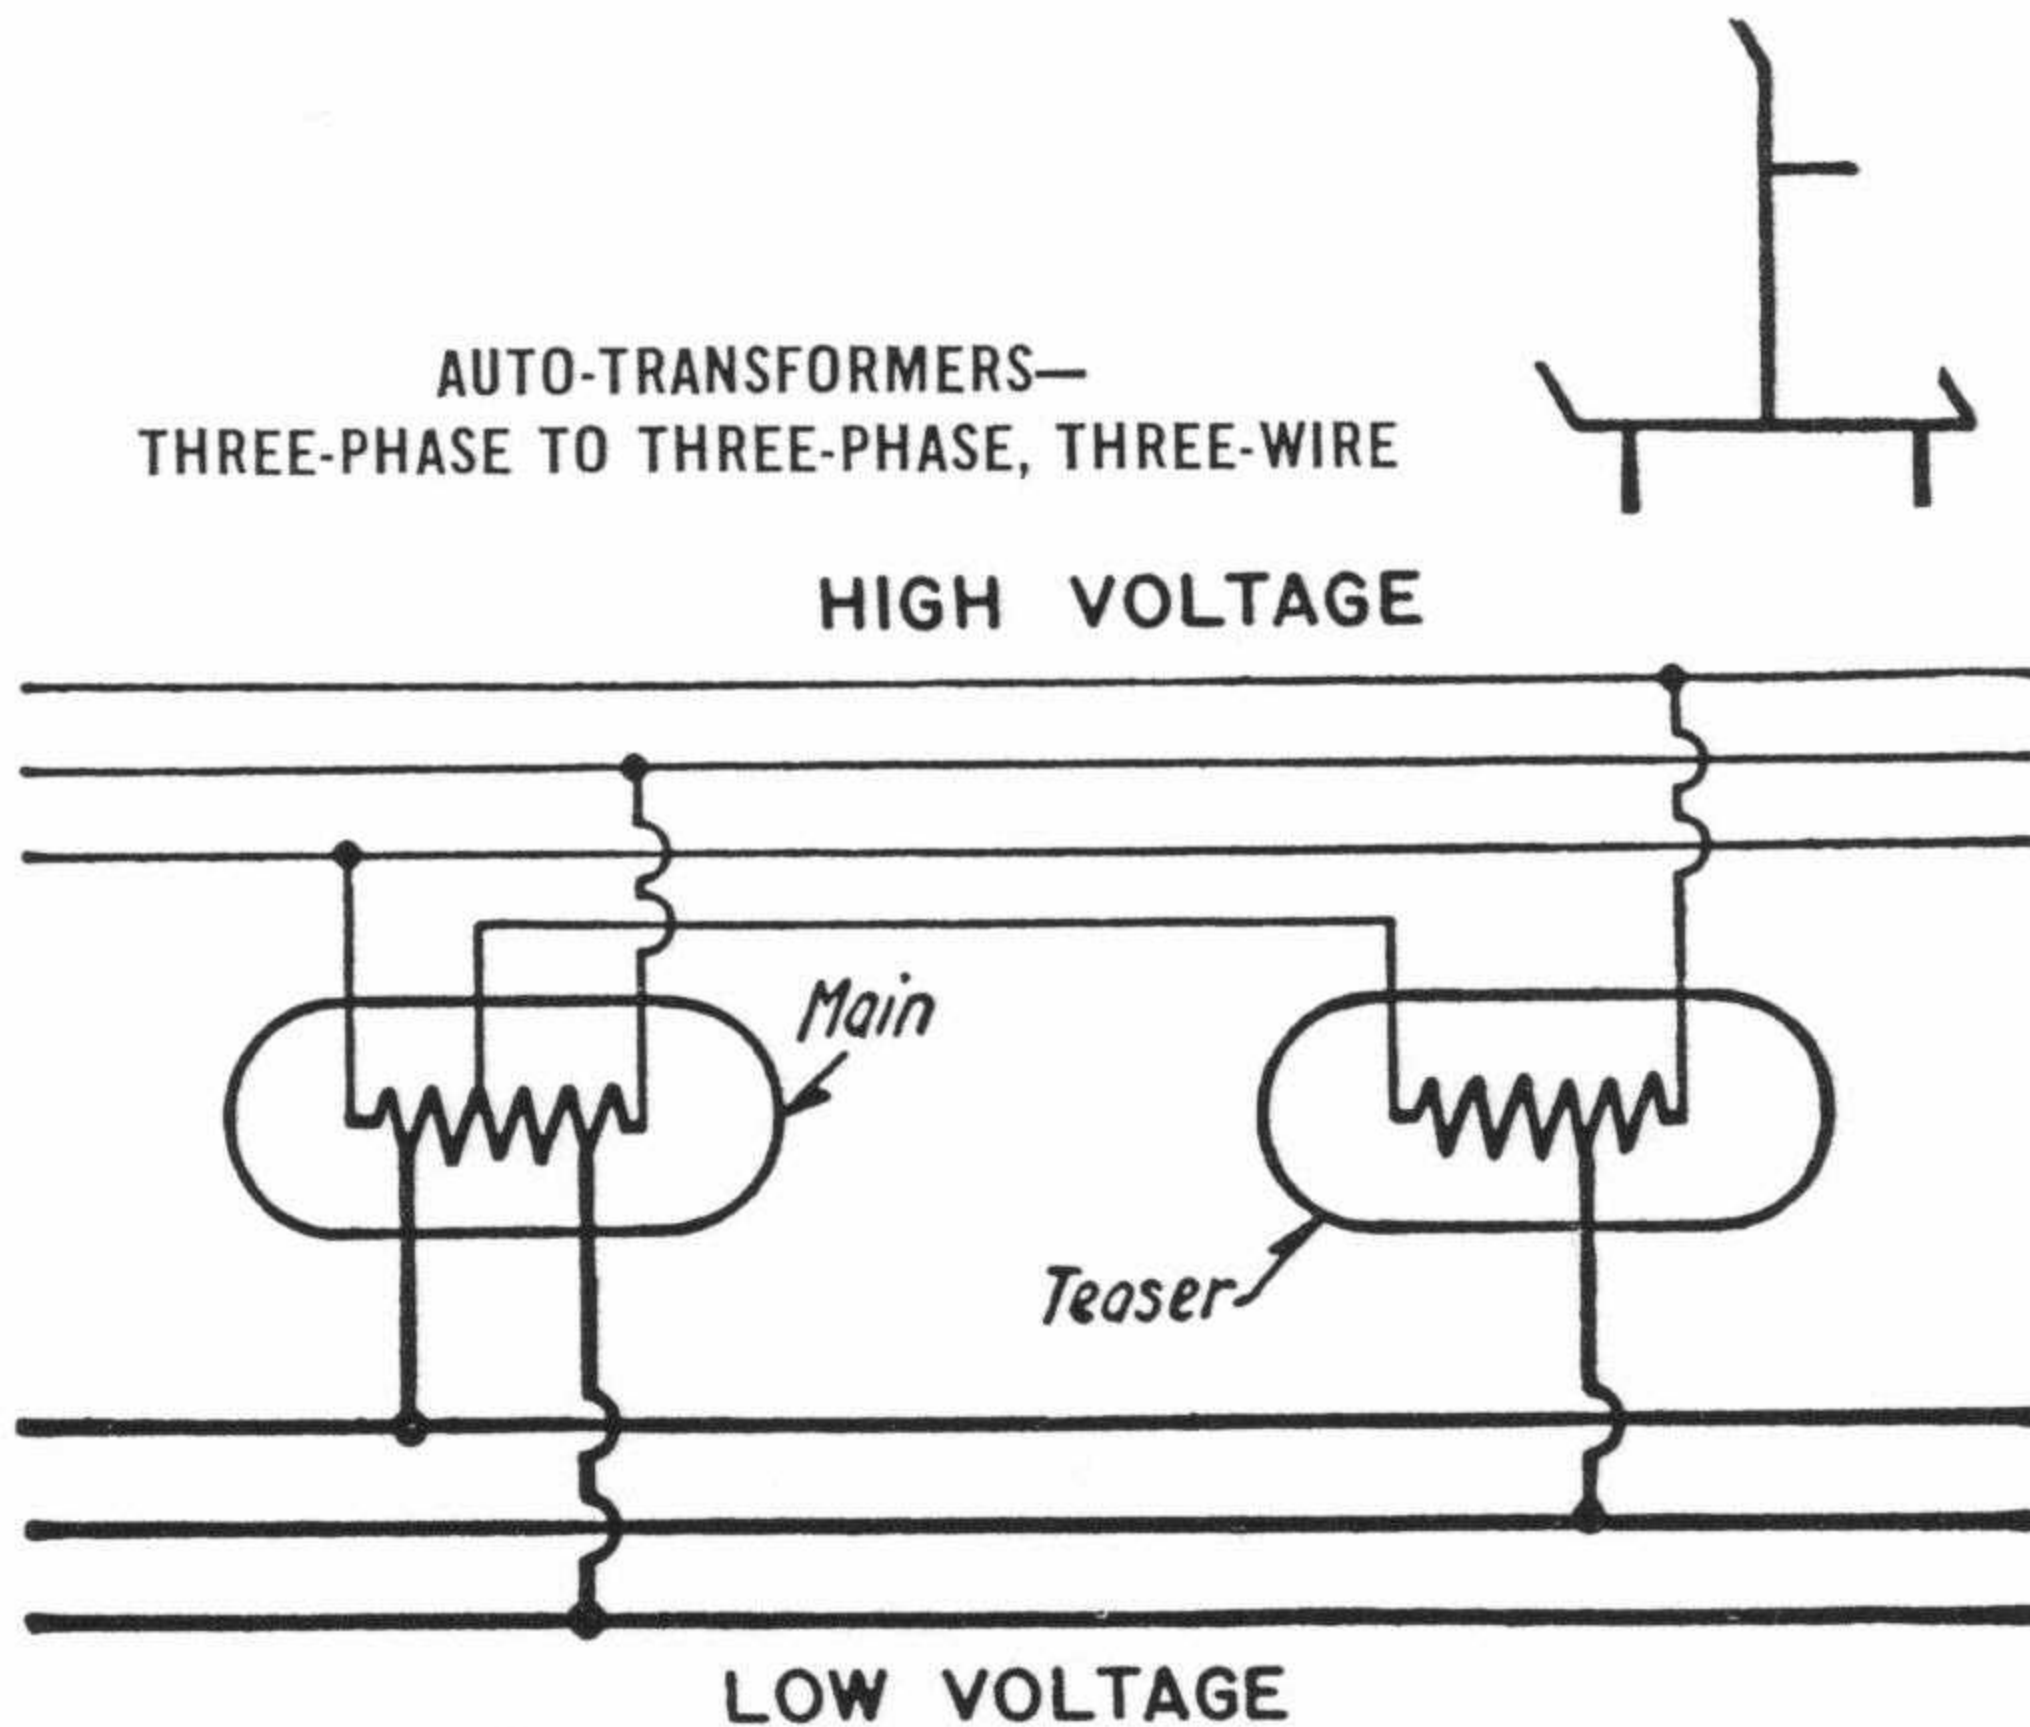 AUTO-TRANSFORMERS—
THREE-PHASE TO THREE-PHASE, THREE-WIRE
HIGH VOLTAGE
Main
Teaser
LOW VOLTAGE